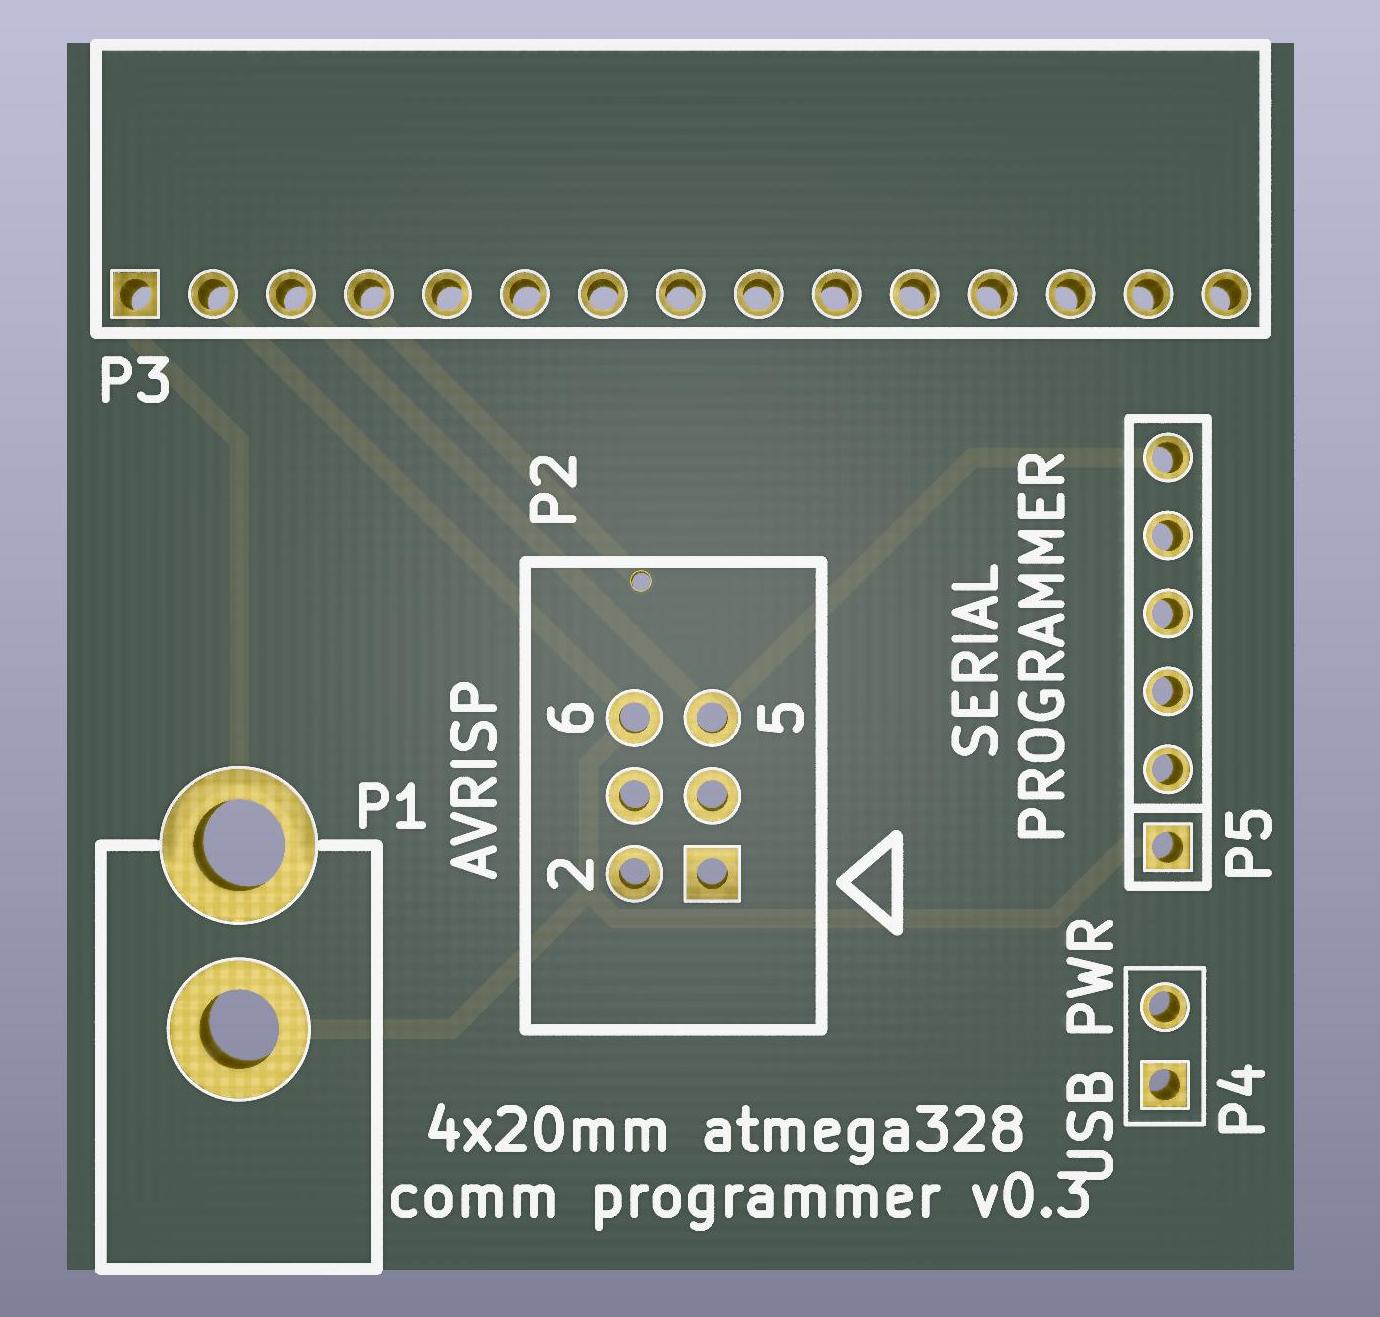 P3
P2
SERIAL
PROGRAMMER
AVRISP
6
5
P1
2
P5
USB PWR
P4
4x20mm atmega328
comm programmer v0.3